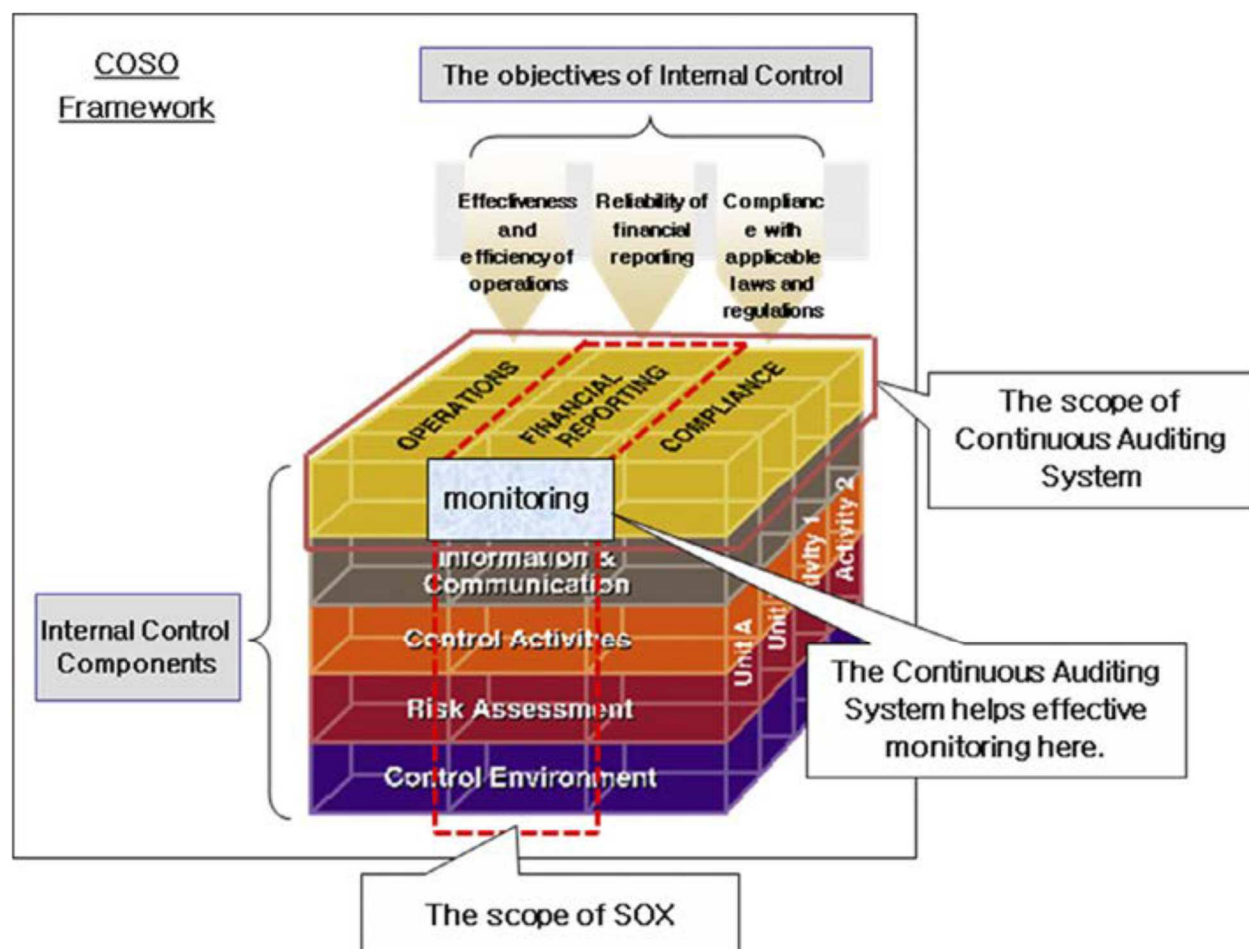 COSO
Framework
The objectives of Internal Control
Effectiveness
and
efficiency of
operations
Reliability of
financial
reporting
Complianc
e with
applicable
laws and
regulations
OPERATIONS
FINANCIAL
REPORTING
COMPLIANCE
The scope of
Continuous Auditing
System
monitoring
Information &
Communication
Control Activities
Risk Assessment
Control Environment
Unit A
Unit
Activity 1
Activity 2
Internal Control
Components
The Continuous Auditing
System helps effective
monitoring here.
The scope of SOX